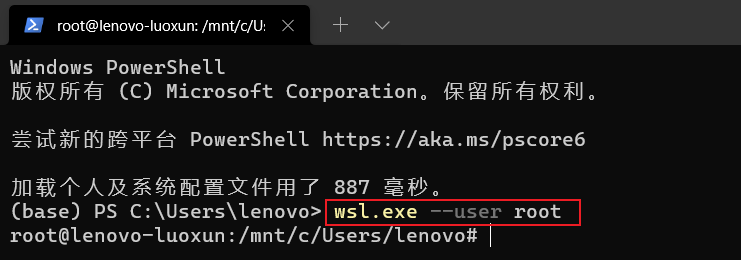 root@lenovo-luoxun: /mnt/c/Us
Windows PowerShell
版权所有 (C) Microsoft Corporation。保留所有权利。
尝试新的跨平台 PowerShell https://aka.ms/pscore6
加载个人及系统配置文件用了 887 毫秒。
(base) PS C:\Users\lenovo> wsl.exe --user root
root@lenovo-luoxun:/mnt/c/Users/lenovo#